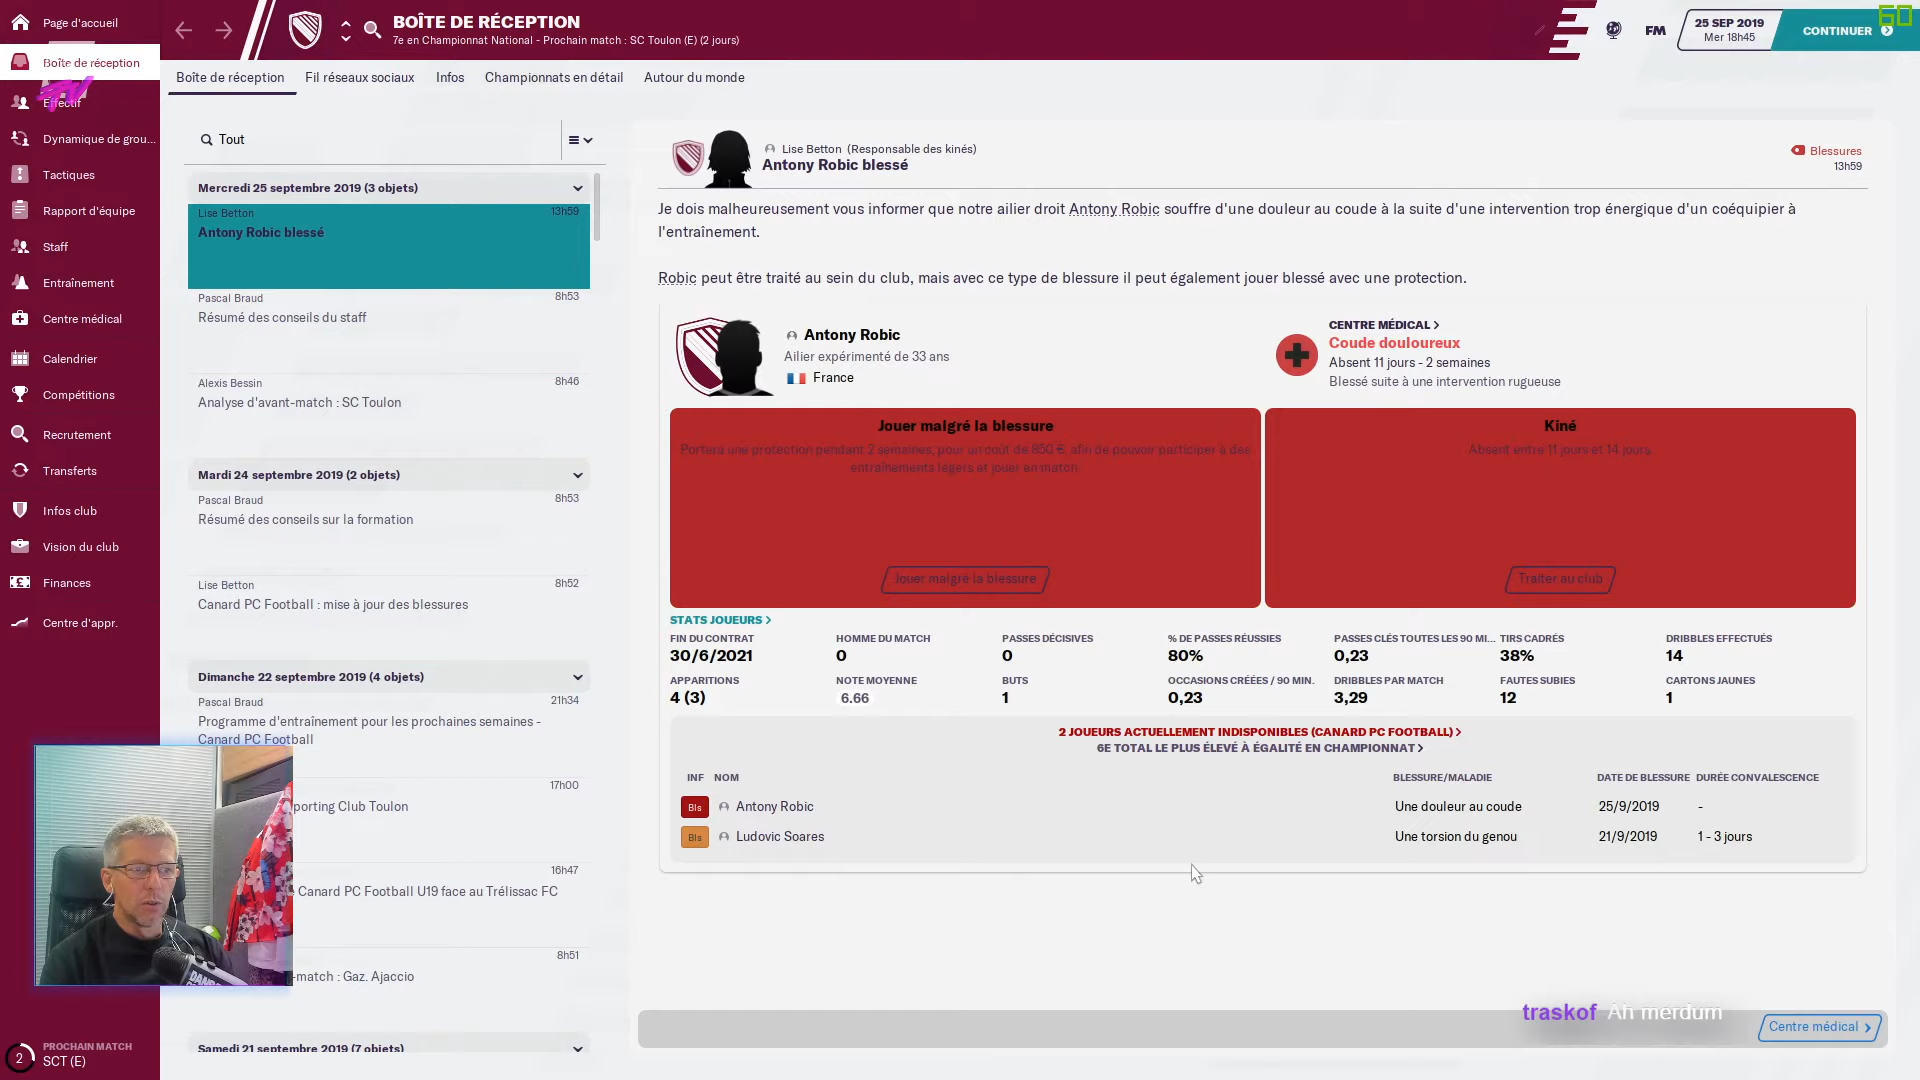 Page d'accueil
Boîte de réception
Effectif
Dynamique de grou...
Tactiques
Rapport d'équipe
Staff
Entraînement
Centre médical
Calendrier
Compétitions
Recrutement
Transferts
Infos club
Vision du club
Finances
Centre d'appr.
2
PROCHAIN MATCH
SCT (E)
BOÎTE DE RÉCEPTION
7e en Championnat National - Prochain match : SC Toulon (E) (2 jours)
FM
25 SEP 2019
Mer 18h45
CONTINUER
60
Boîte de réception
Fil réseaux sociaux
Infos
Championnats en détail
Autour du monde
Tout
Mercredi 25 septembre 2019 (3 objets)
Lise Betton 13h59
Antony Robic blessé
Pascal Braud 8h53
Résumé des conseils du staff
Alexis Bessin 8h46
Analyse d'avant-match : SC Toulon
Mardi 24 septembre 2019 (2 objets)
Pascal Braud 8h53
Résumé des conseils sur la formation
Lise Betton 8h52
Canard PC Football : mise à jour des blessures
Dimanche 22 septembre 2019 (4 objets)
Pascal Braud 21h34
Programme d'entraînement pour les prochaines semaines -
Canard PC Football
17h00
porting Club Toulon
16h47
Canard PC Football U19 face au Trélissac FC
8h51
-match : Gaz. Ajaccio
Samedi 21 septembre 2019 (7 objets)
Lise Betton (Responsable des kinés)
Antony Robic blessé
Blessures
13h59
Je dois malheureusement vous informer que notre ailier droit Antony Robic souffre d'une douleur au coude à la suite d'une intervention trop énergique d'un coéquipier à
l'entraînement.
Robic peut être traité au sein du club, mais avec ce type de blessure il peut également jouer blessé avec une protection.
Antony Robic
Ailier expérimenté de 33 ans
France
CENTRE MÉDICAL >
Coude douloureux
Absent 11 jours - 2 semaines
Blessé suite à une intervention rugueuse
Jouer malgré la blessure
Portera une protection pendant 2 semaines, pour un coût de 850 €, afin de pouvoir participer à des
entraînements légers et jouer en match.
Jouer malgré la blessure
Kiné
Absent entre 11 jours et 14 jours.
Traiter au club
STATS JOUEURS >
FIN DU CONTRAT HOMME DU MATCH PASSES DÉCISIVES % DE PASSES RÉUSSIES PASSES CLÉS TOUTES LES 90 MI... TIRS CADRÉS DRIBBLES EFFECTUÉS
30/6/2021 0 0 80% 0,23 38% 14
APPARITIONS NOTE MOYENNE BUTS OCCASIONS CRÉÉES / 90 MIN. DRIBBLES PAR MATCH FAUTES SUBIES CARTONS JAUNES
4 (3) 6.66 1 0,23 3,29 12 1
2 JOUEURS ACTUELLEMENT INDISPONIBLES (CANARD PC FOOTBALL) >
6E TOTAL LE PLUS ÉLEVÉ À ÉGALITÉ EN CHAMPIONNAT >
INF NOM BLESSURE/MALADIE DATE DE BLESSURE DURÉE CONVALESCENCE
Bls Antony Robic Une douleur au coude 25/9/2019 -
Bls Ludovic Soares Une torsion du genou 21/9/2019 1 - 3 jours
traskof Ah merdum
Centre médical >